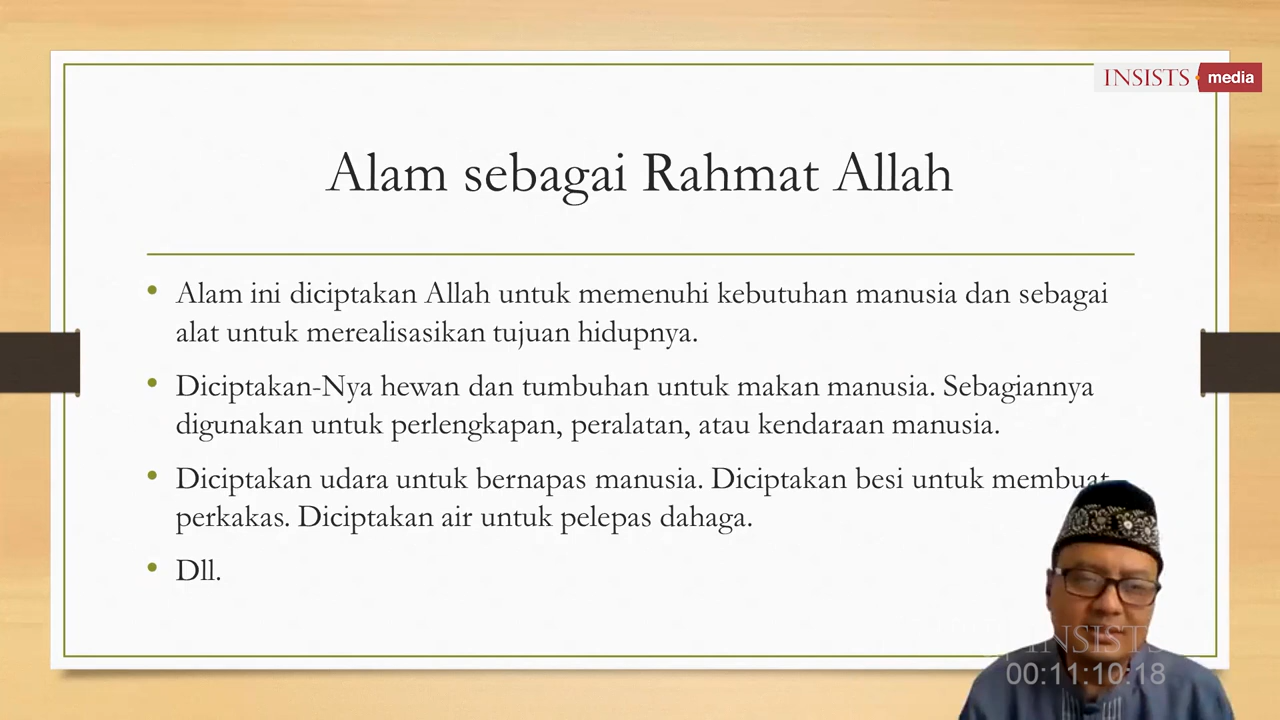 INSISTS media
Alam sebagai Rahmat Allah
• Alam ini diciptakan Allah untuk memenuhi kebutuhan manusia dan sebagai
alat untuk merealisasikan tujuan hidupnya.
• Diciptakan-Nya hewan dan tumbuhan untuk makan manusia. Sebagiannya
digunakan untuk perlengkapan, peralatan, atau kendaraan manusia.
• Diciptakan udara untuk bernapas manusia. Diciptakan besi untuk membuat
perkakas. Diciptakan air untuk pelepas dahaga.
• Dll.
INSISTS
00:11:10:18